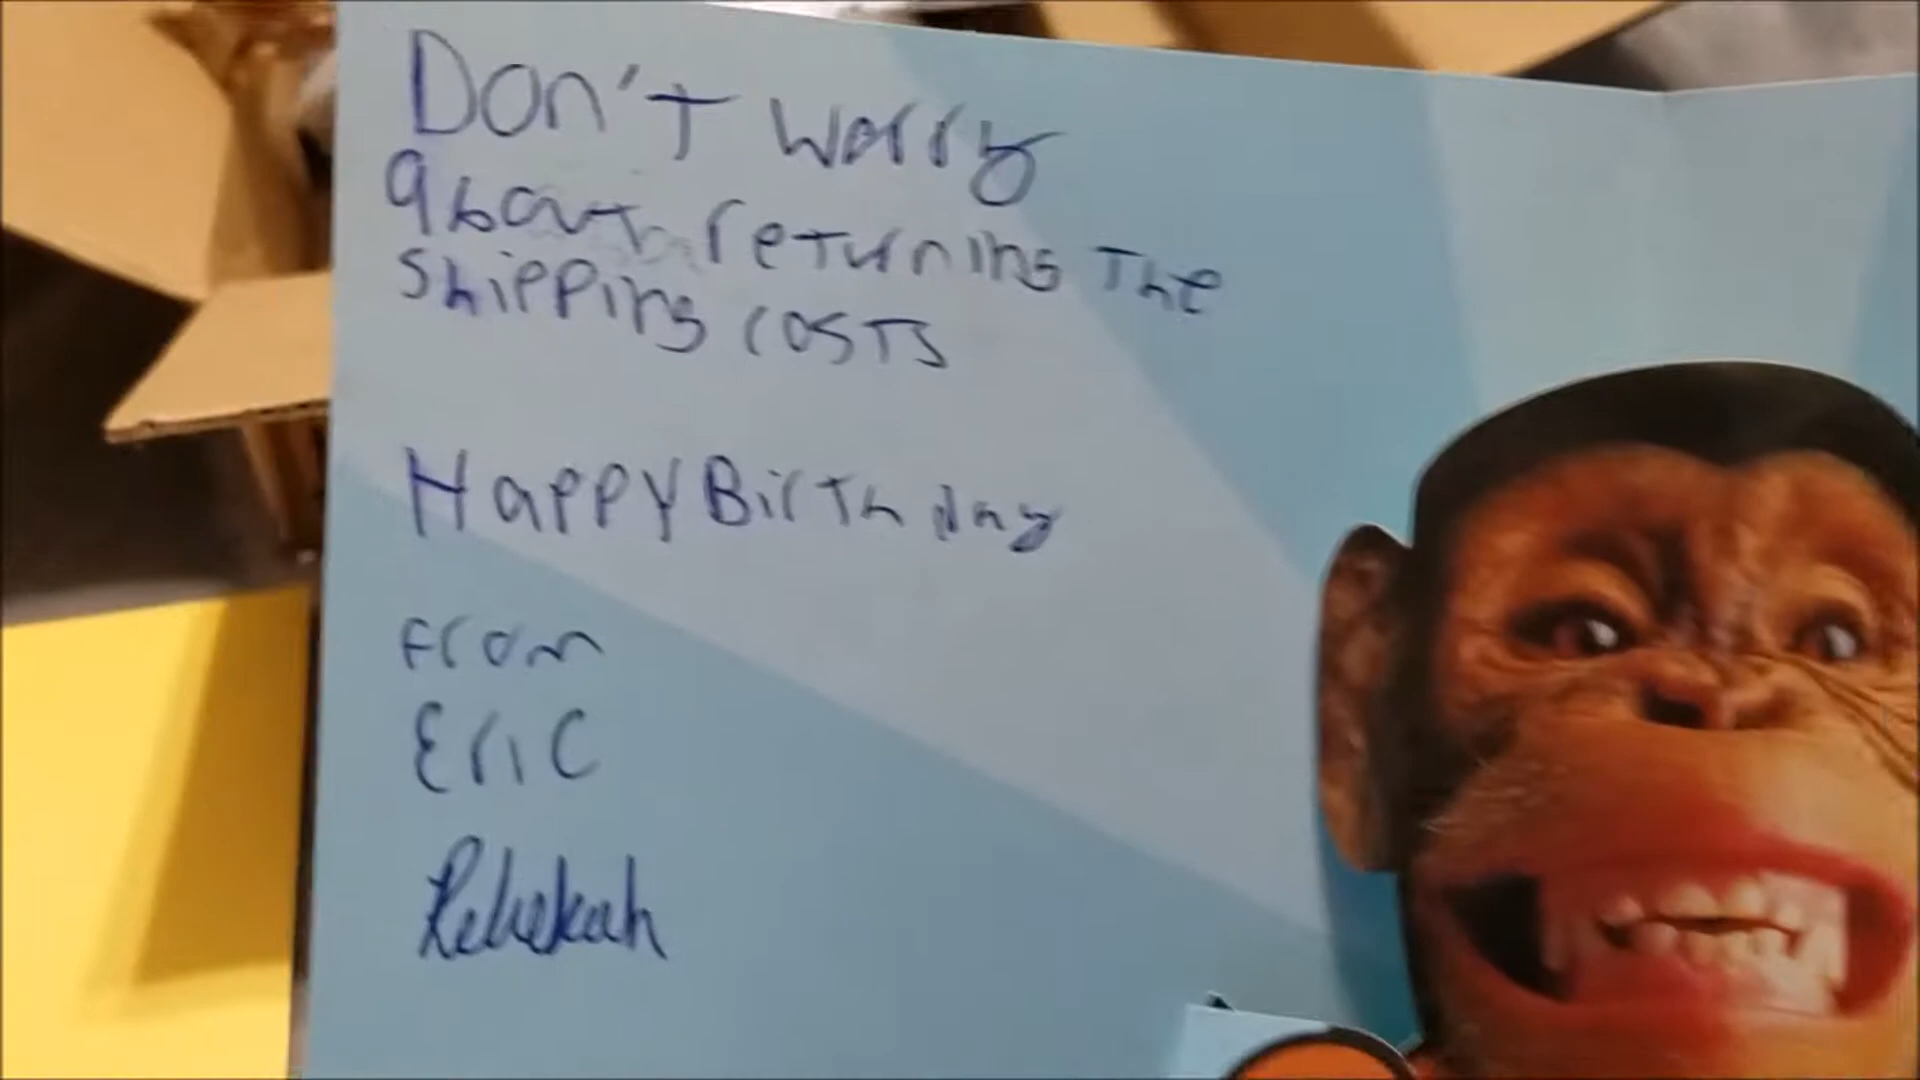 Don't worry
about returning The
shipping costs
Happy Birthday
From
Eric
Rebekah